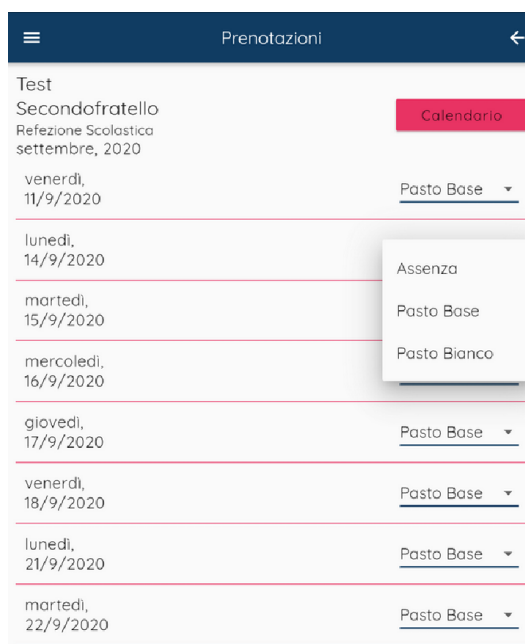 Prenotazioni
Test
Secondofratello
Refezione Scolastica
settembre, 2020
Calendario
venerdì,
11/9/2020
Pasto Base
lunedì,
14/9/2020
Assenza
martedì,
15/9/2020
Pasto Base
Pasto Bianco
mercoledì,
16/9/2020
giovedì,
17/9/2020
Pasto Base
venerdì,
18/9/2020
Pasto Base
lunedì,
21/9/2020
Pasto Base
martedì,
22/9/2020
Pasto Base